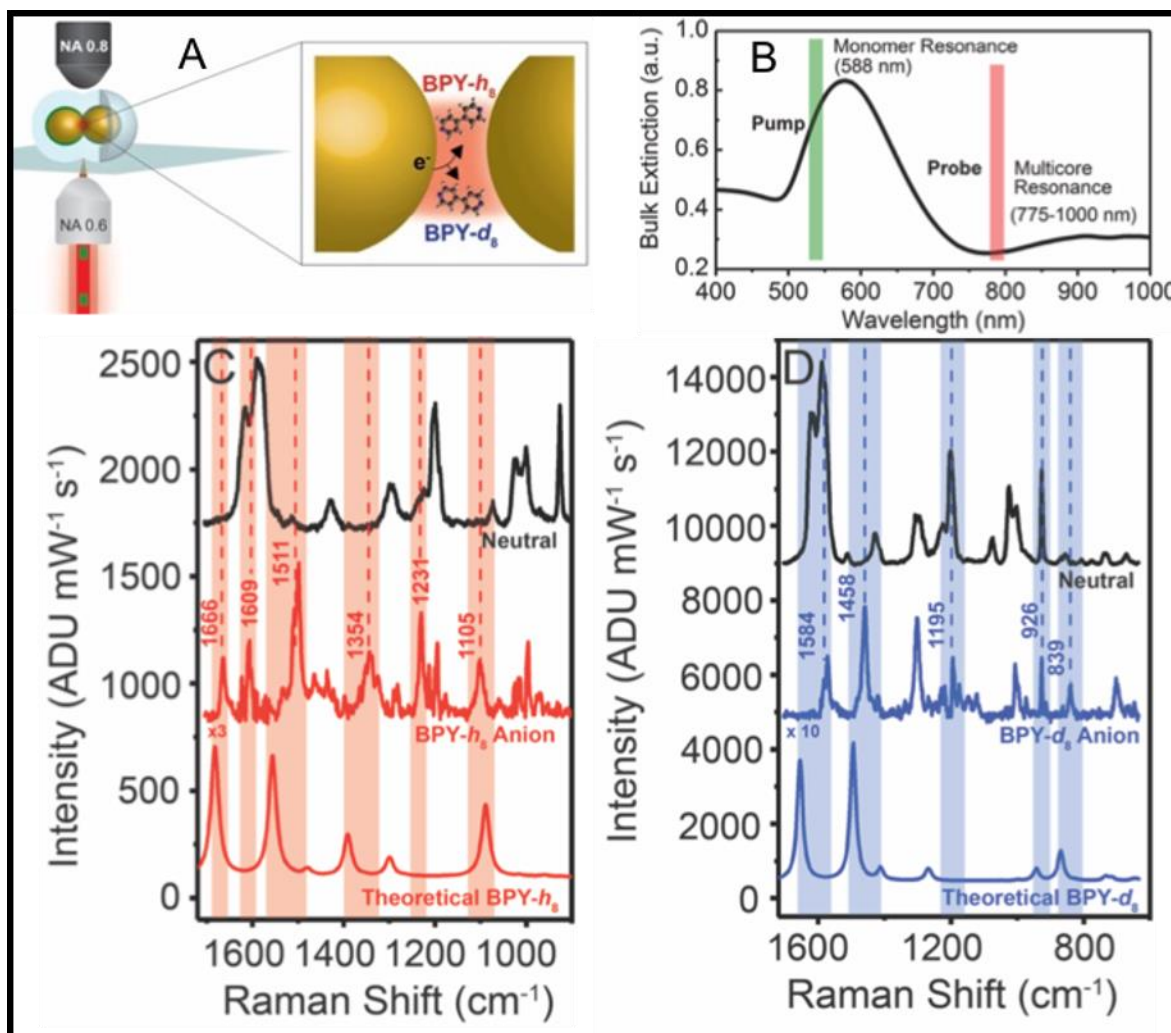 A
NA 0.8
NA 0.6
BPY-h₈
e⁻
BPY-d₈
B
Bulk Extinction (a.u.)
1.0
0.8
0.6
0.4
0.2
Monomer Resonance
(588 nm)
Pump
Probe
Multicore
Resonance
(775-1000 nm)
400 500 600 700 800 900 1000
Wavelength (nm)
C
Intensity (ADU mW⁻¹ s⁻¹)
2500
2000
1500
1000
500
0
Neutral
1666
1609
1511
1354
1231
1105
x3
BPY-h₈ Anion
Theoretical BPY-h₈
1600 1400 1200 1000
Raman Shift (cm⁻¹)
D
Intensity (ADU mW⁻¹ s⁻¹)
14000
12000
10000
8000
6000
4000
2000
0
Neutral
1584
1458
1195
926
839
x 10
BPY-d₈ Anion
Theoretical BPY-d₈
1600 1200 800
Raman Shift (cm⁻¹)